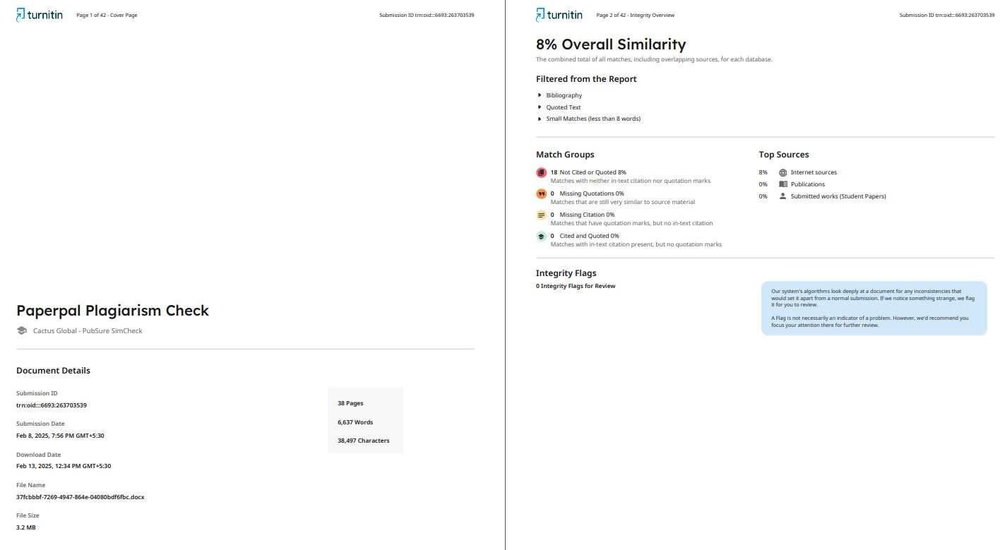 turnitin Page 1 of 42 - Cover Page Submission ID trn:oid:::6693:263703539
Paperpal Plagiarism Check
Cactus Global - PubSure SimCheck
Document Details
Submission ID
trn:oid:::6693:263703539
Submission Date
Feb 8, 2025, 7:56 PM GMT+5:30
Download Date
Feb 13, 2025, 12:34 PM GMT+5:30
File Name
37fcbbbf-7269-4947-864e-04080bdf6fbc.docx
File Size
3.2 MB
38 Pages
6,637 Words
38,497 Characters
turnitin Page 2 of 42 - Integrity Overview Submission ID trn:oid:::6693:263703539
8% Overall Similarity
The combined total of all matches, including overlapping sources, for each database.
Filtered from the Report
Bibliography
Quoted Text
Small Matches (less than 8 words)
Match Groups
18 Not Cited or Quoted 8%
Matches with neither in-text citation nor quotation marks
0 Missing Quotations 0%
Matches that are still very similar to source material
0 Missing Citation 0%
Matches that have quotation marks, but no in-text citation
0 Cited and Quoted 0%
Matches with in-text citation present, but no quotation marks
Top Sources
8% Internet sources
0% Publications
0% Submitted works (Student Papers)
Integrity Flags
0 Integrity Flags for Review
Our system's algorithms look deeply at a document for any inconsistencies that
would set it apart from a normal submission. If we notice something strange, we flag
it for you to review.
A Flag is not necessarily an indicator of a problem. However, we'd recommend you
focus your attention there for further review.